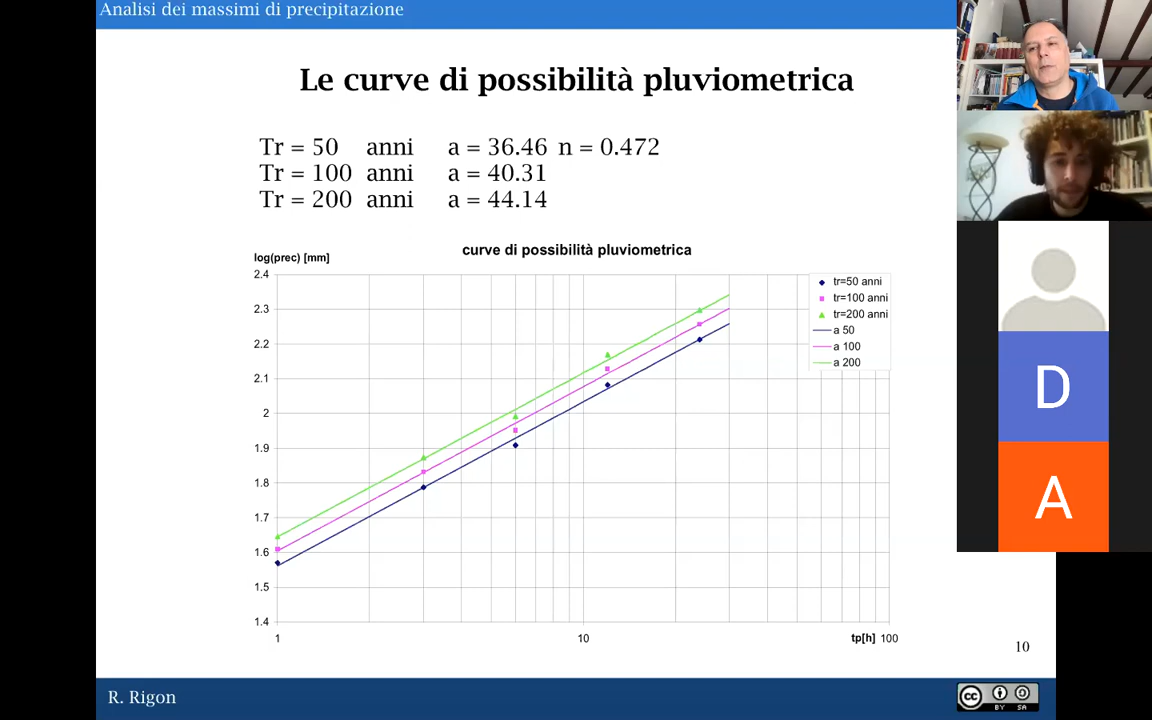 Analisi dei massimi di precipitazione
Le curve di possibilità pluviometrica
Tr = 50 anni a = 36.46 n = 0.472
Tr = 100 anni a = 40.31
Tr = 200 anni a = 44.14
curve di possibilità pluviometrica
log(prec) [mm]
2.4
2.3
2.2
2.1
2
1.9
1.8
1.7
1.6
1.5
1.4
1
10
tp[h] 100
tr=50 anni
tr=100 anni
tr=200 anni
a 50
a 100
a 200
D
A
10
R. Rigon
cc
BY SA